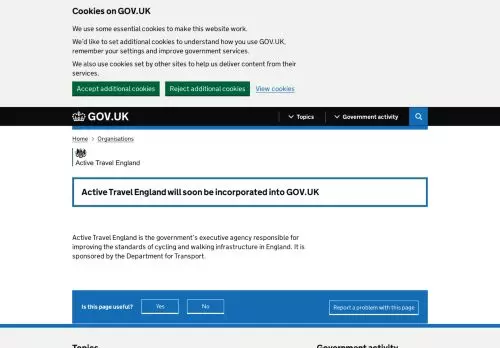 Cookies on GOV.UK
We use some essential cookies to make this website work.
We'd like to set additional cookies to understand how you use GOV.UK,
remember your settings and improve government services.
We also use cookies set by other sites to help us deliver content from their
services.
Accept additional cookies
Reject additional cookies
View cookies
GOV.UK
Topics
Government activity
Home
Organisations
Active Travel England
Active Travel England will soon be incorporated into GOV.UK
Active Travel England is the government's executive agency responsible for
improving the standards of cycling and walking infrastructure in England. It is
sponsored by the Department for Transport.
Is this page useful?
Yes
No
Report a problem with this page
Topics
Government activity